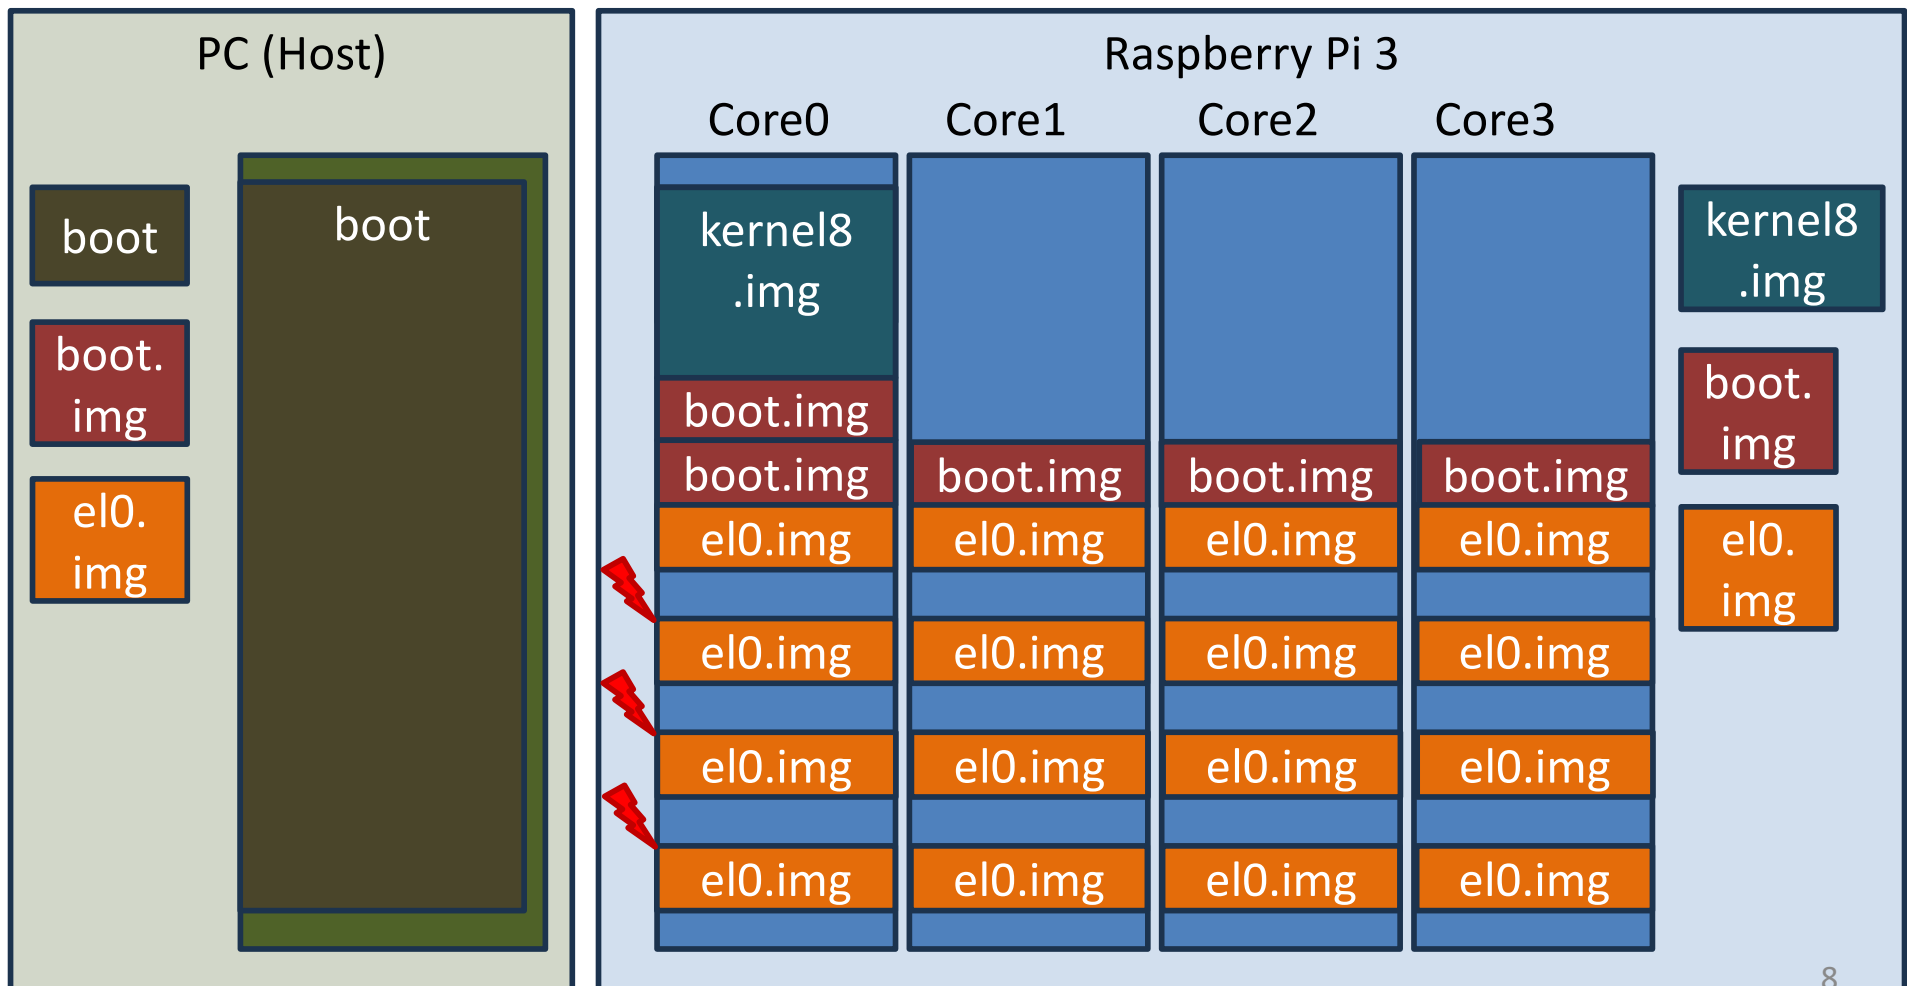 PC (Host)
boot
boot.
img
el0.
img
boot
Raspberry Pi 3
Core0 Core1 Core2 Core3
kernel8
.img
boot.img
boot.img boot.img boot.img boot.img
el0.img el0.img el0.img el0.img
el0.img el0.img el0.img el0.img
el0.img el0.img el0.img el0.img
el0.img el0.img el0.img el0.img
kernel8
.img
boot.
img
el0.
img
8